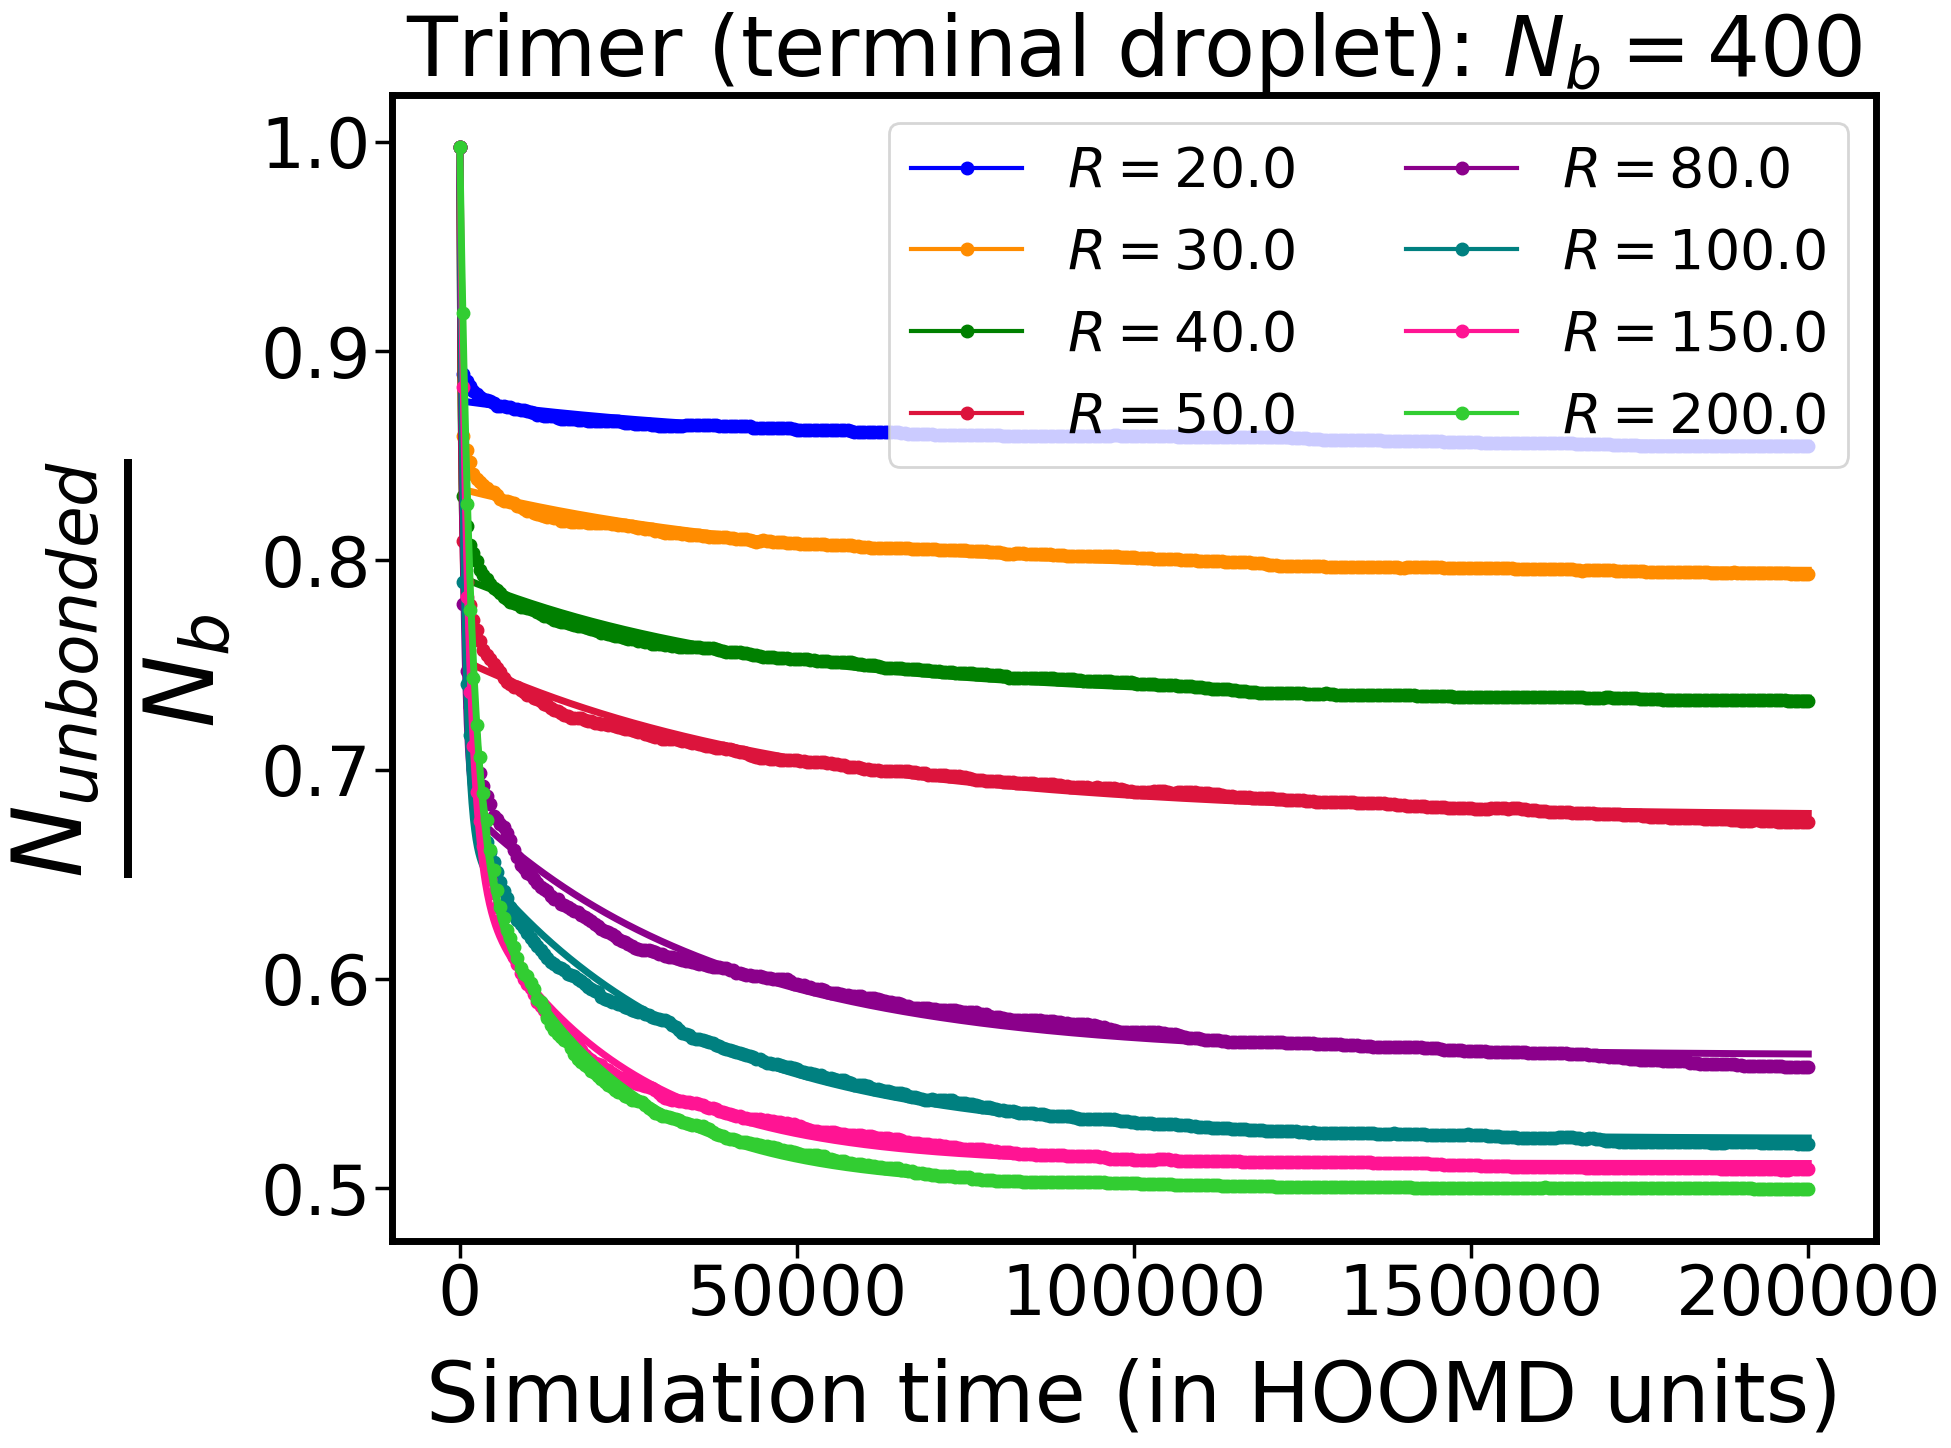 Trimer (terminal droplet): N_b = 400
N_unbonded
N_b
1.0
0.9
0.8
0.7
0.6
0.5
R = 20.0
R = 30.0
R = 40.0
R = 50.0
R = 80.0
R = 100.0
R = 150.0
R = 200.0
0 50000 100000 150000 200000
Simulation time (in HOOMD units)